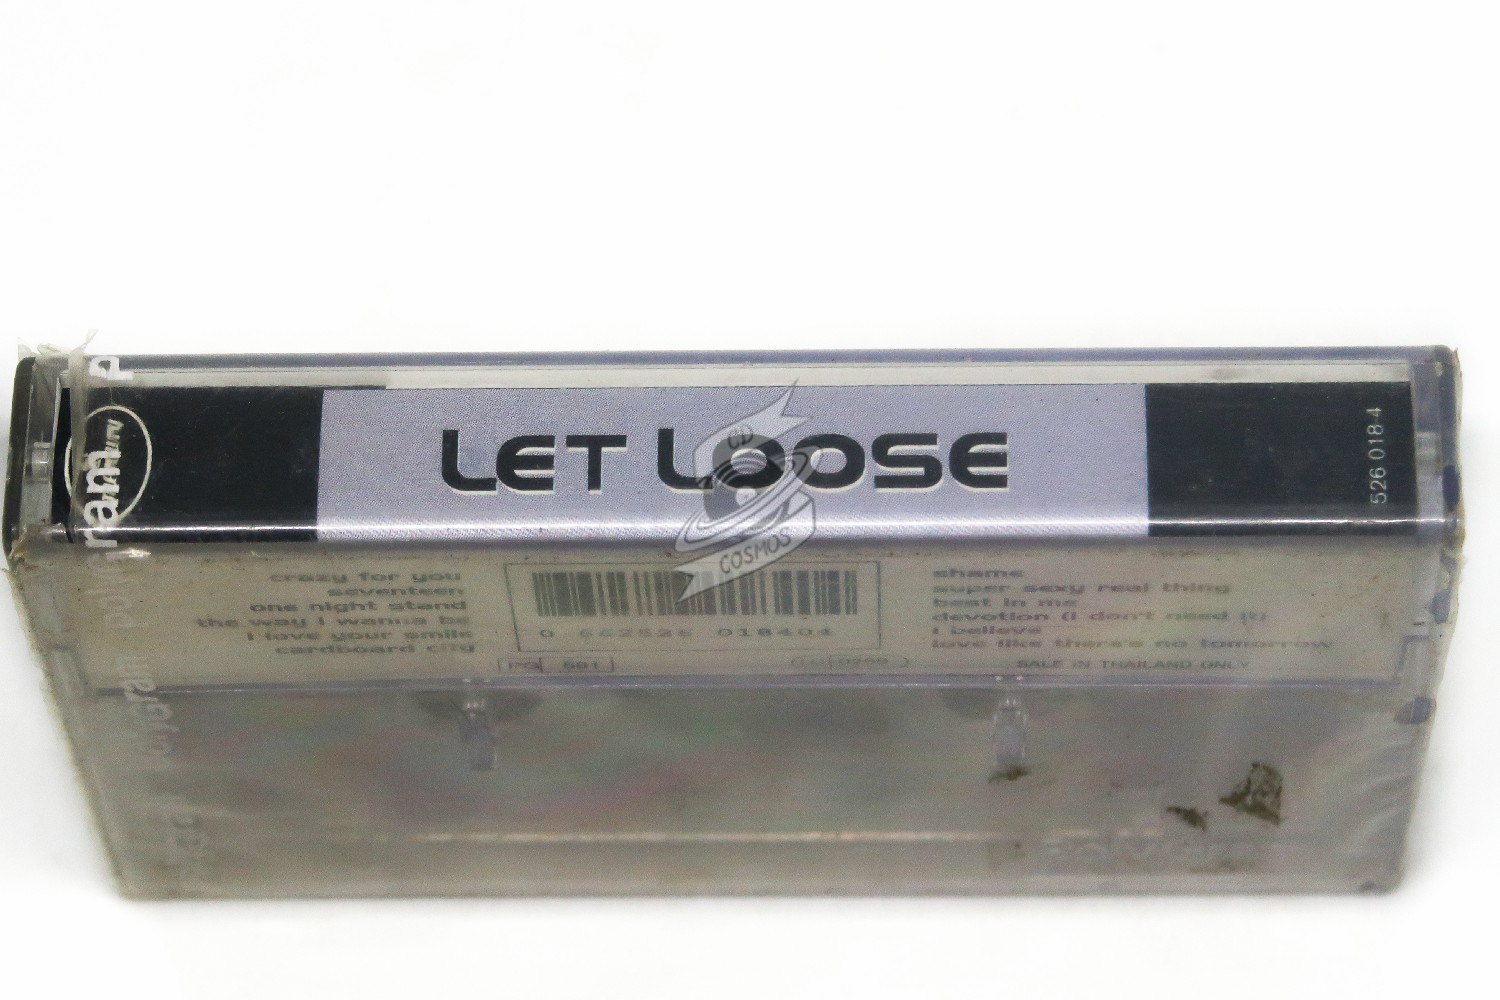 LET LOOSE
526 018-4
CD
COSMOS
crazy for you
seventeen
one night stand
the way I wanna be
i love your smile
cardboard city
0 662526 018404
shame
super sexy real thing
best in me
devotion (i don't need it)
i believe
love like there's no tomorrow
SALE IN THAILAND ONLY
polygram
polygram